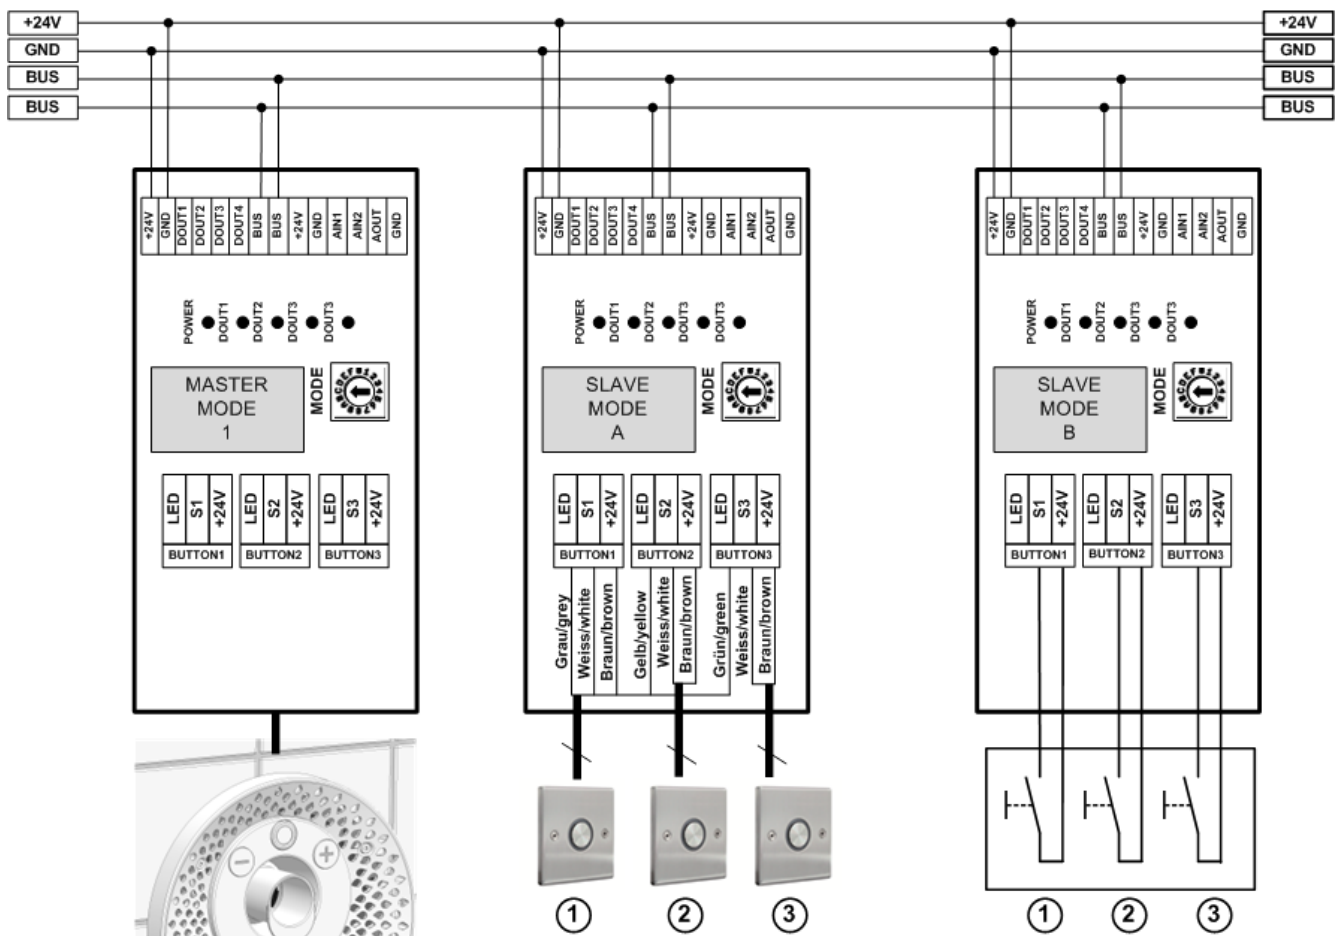 +24V
+24V
GND
GND
BUS
BUS
BUS
BUS
+24V
GND
DOUT1
DOUT2
DOUT3
DOUT4
BUS
BUS
+24V
GND
AIN1
AIN2
AOUT
GND
+24V
GND
DOUT1
DOUT2
DOUT3
DOUT4
BUS
BUS
+24V
GND
AIN1
AIN2
AOUT
GND
+24V
GND
DOUT1
DOUT2
DOUT3
DOUT4
BUS
BUS
+24V
GND
AIN1
AIN2
AOUT
GND
POWER
DOUT1
DOUT2
DOUT3
DOUT3
POWER
DOUT1
DOUT2
DOUT3
DOUT3
POWER
DOUT1
DOUT2
DOUT3
DOUT3
MASTER
MODE
1
MODE
SLAVE
MODE
A
MODE
SLAVE
MODE
B
MODE
LED
S1
+24V
LED
S2
+24V
LED
S3
+24V
BUTTON1
BUTTON2
BUTTON3
LED
S1
+24V
LED
S2
+24V
LED
S3
+24V
BUTTON1
BUTTON2
BUTTON3
LED
S1
+24V
LED
S2
+24V
LED
S3
+24V
BUTTON1
BUTTON2
BUTTON3
Grau/grey
Weiss/white
Braun/brown
Gelb/yellow
Weiss/white
Braun/brown
Grün/green
Weiss/white
Braun/brown
1
2
3
1
2
3